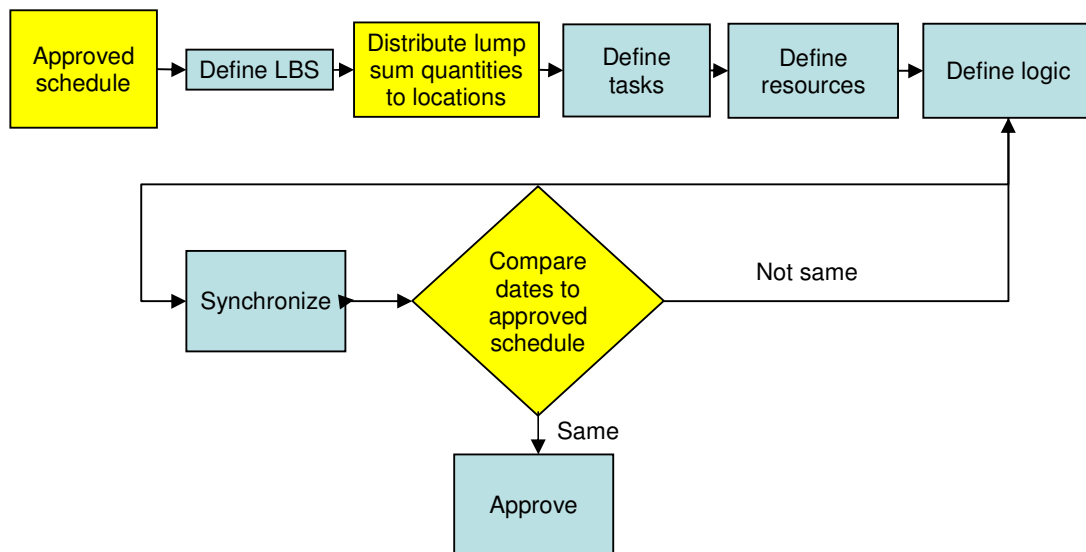 Approved
schedule
Define LBS
Distribute lump
sum quantities
to locations
Define
tasks
Define
resources
Define logic
Synchronize
Compare
dates to
approved
schedule
Not same
Same
Approve